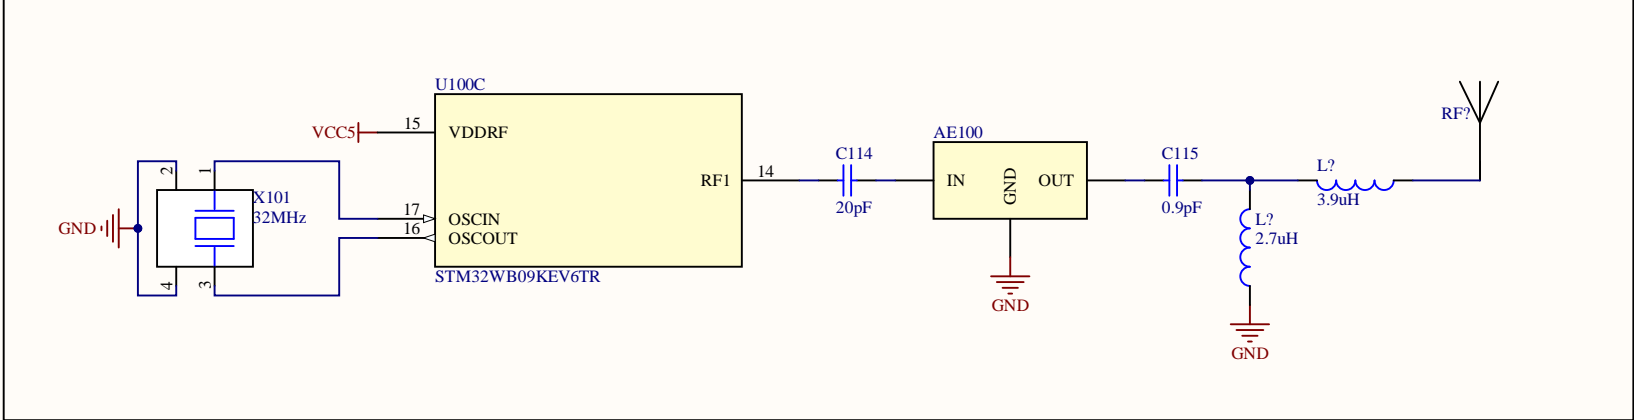 U100C
VCC5
15
VDDRF
RF1
14
2
1
X101
32MHz
GND
17
OSCIN
16
OSCOUT
4
3
STM32WB09KEV6TR
C114
20pF
AE100
IN
GND
OUT
GND
C115
0.9pF
L?
3.9uH
L?
2.7uH
GND
RF?